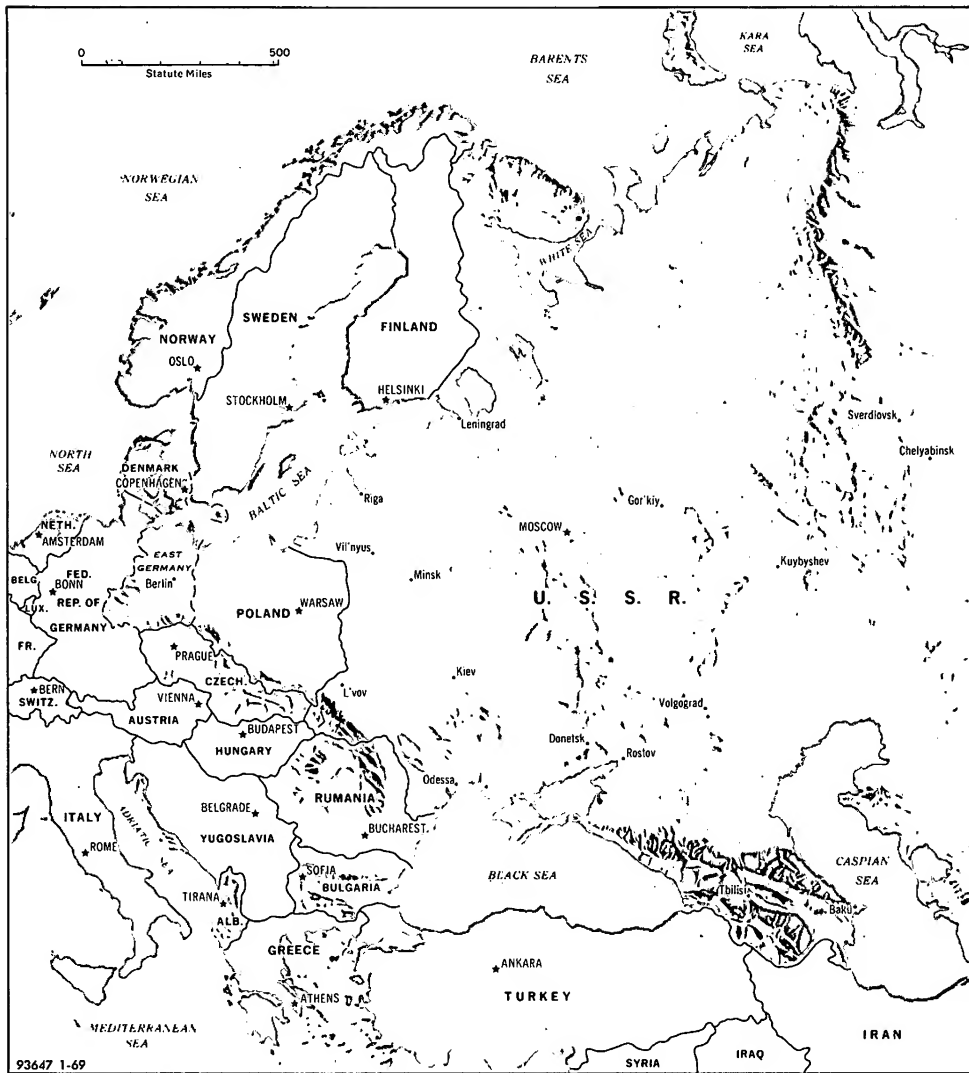 0 500
Statute Miles
BARENTS
SEA
KARA
SEA
NORWEGIAN
SEA
WHITE SEA
SWEDEN
FINLAND
NORWAY
OSLO
STOCKHOLM
HELSINKI
Leningrad
Sverdlovsk
Chelyabinsk
NORTH
SEA
DENMARK
COPENHAGEN
BALTIC SEA
Riga
Gor'kiy
MOSCOW
NETH.
AMSTERDAM
EAST
GERMANY
Berlin
Vil'nyus
Minsk
Kuybyshev
BELG.
FED.
BONN
REP. OF
LUX.
GERMANY
POLAND
WARSAW
U. S. S. R.
FR.
PRAGUE
CZECH.
L'vov
Kiev
Volgograd
BERN
SWITZ.
VIENNA
AUSTRIA
BUDAPEST
HUNGARY
Donetsk
Rostov
Odessa
RUMANIA
ITALY
ADRIATIC SEA
BELGRADE
YUGOSLAVIA
BUCHAREST.
ROME
SOFIA
BULGARIA
BLACK SEA
CASPIAN
SEA
Tbilisi
Baku
TIRANA
ALB.
GREECE
ATHENS
ANKARA
TURKEY
MEDITERRANEAN
SEA
IRAN
SYRIA
IRAQ
93647 1-69